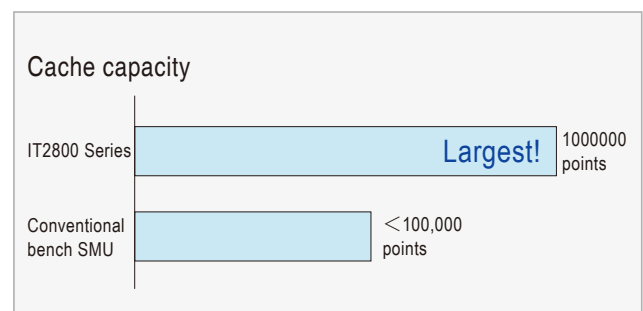 Cache capacity
IT2800 Series
Largest!
1000000
points
Conventional
bench SMU
＜100,000
points